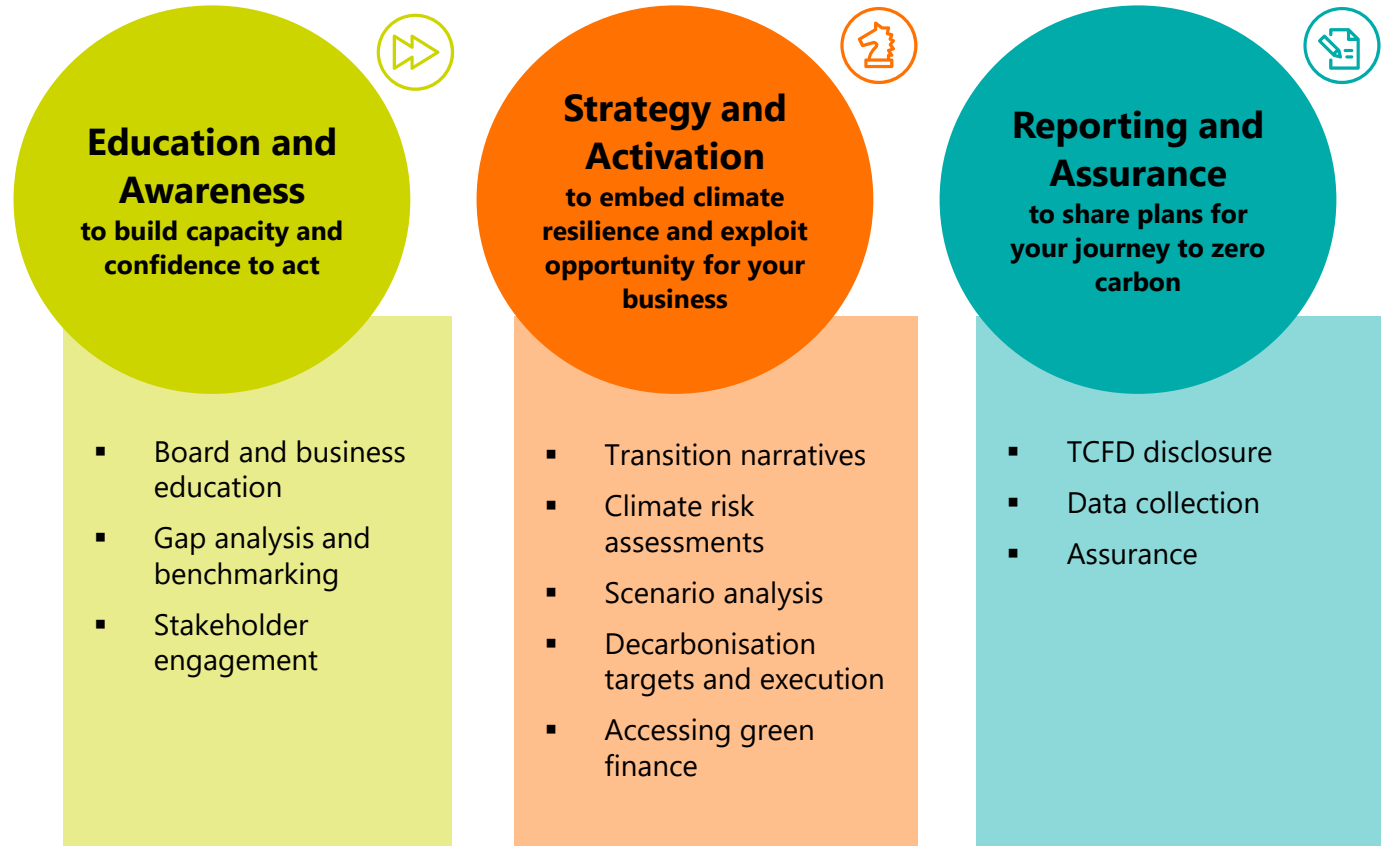 Education and
Awareness
to build capacity and
confidence to act
▪ Board and business
education
▪ Gap analysis and
benchmarking
▪ Stakeholder
engagement
Strategy and
Activation
to embed climate
resilience and exploit
opportunity for your
business
▪ Transition narratives
▪ Climate risk
assessments
▪ Scenario analysis
▪ Decarbonisation
targets and execution
▪ Accessing green
finance
Reporting and
Assurance
to share plans for
your journey to zero
carbon
▪ TCFD disclosure
▪ Data collection
▪ Assurance